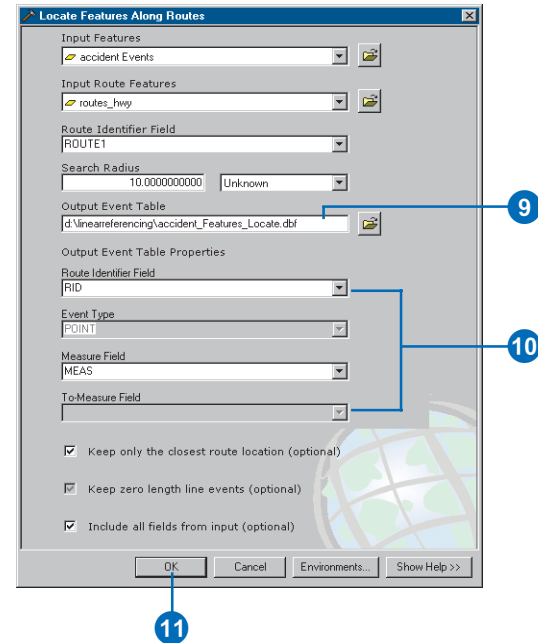 Locate Features Along Routes
Input Features
accident Events
Input Route Features
routes_hwy
Route Identifier Field
ROUTE1
Search Radius
10.0000000000 Unknown
Output Event Table
d:\linearreferencing\accident_Features_Locate.dbf
9
Output Event Table Properties
Route Identifier Field
RID
Event Type
POINT
10
Measure Field
MEAS
To-Measure Field
Keep only the closest route location (optional)
Keep zero length line events (optional)
Include all fields from input (optional)
OK Cancel Environments... Show Help >>
11